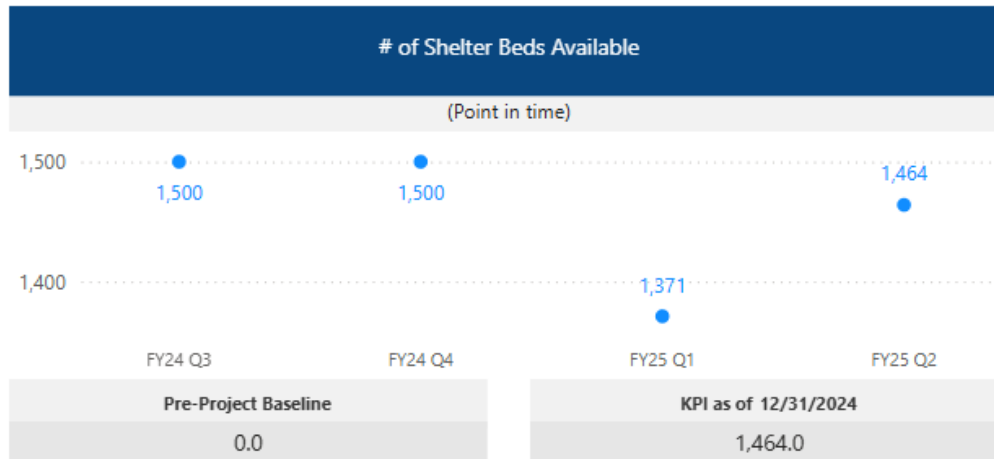 # of Shelter Beds Available
(Point in time)
1,500
1,500
1,500
1,464
1,400
1,371
FY24 Q3
FY24 Q4
FY25 Q1
FY25 Q2
Pre-Project Baseline
KPI as of 12/31/2024
0.0
1,464.0